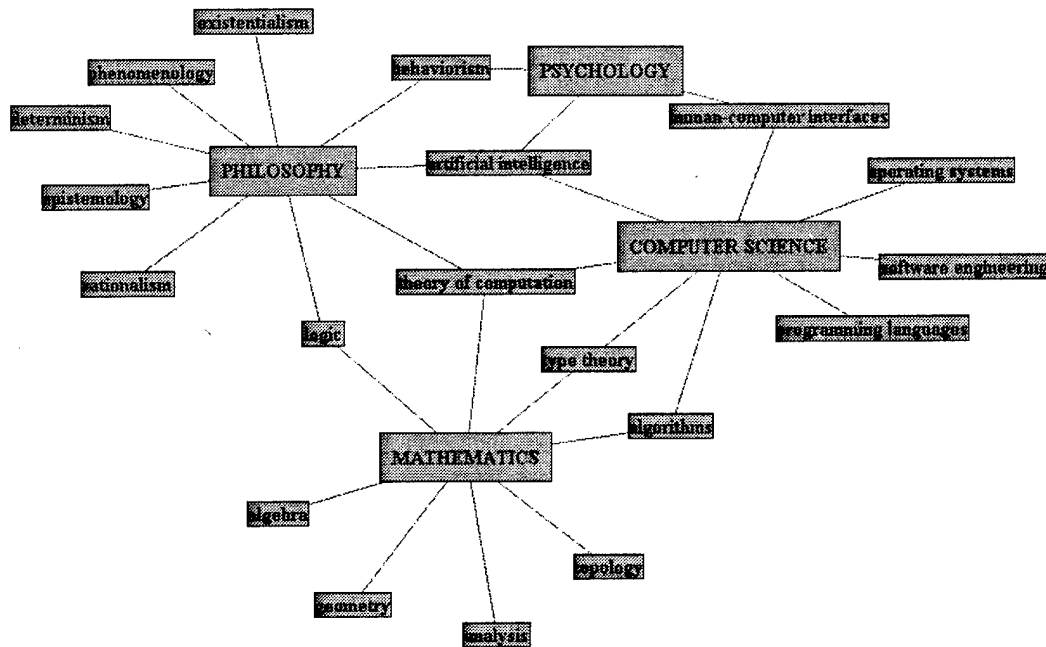 existentialism
phenomenology
behaviorism
PSYCHOLOGY
determinism
human-computer interfaces
PHILOSOPHY
artificial intelligence
operating systems
epistemology
COMPUTER SCIENCE
rationalism
theory of computation
software engineering
logic
type theory
programming languages
algorithms
MATHEMATICS
algebra
topology
geometry
analysis